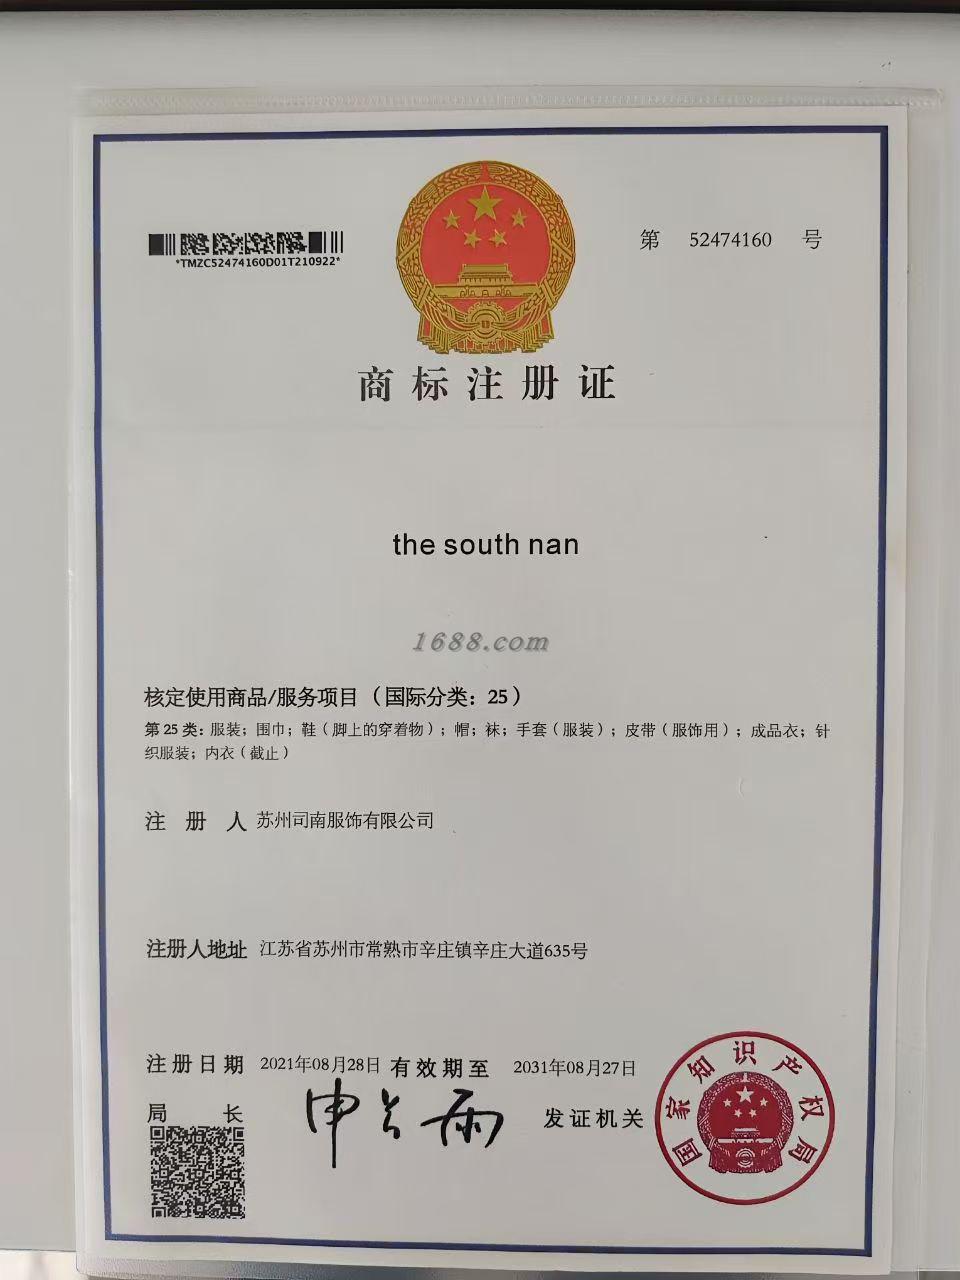 *TMZC52474160D01T210922*
第 52474160 号
商标注册证
the south nan
1688.com
核定使用商品/服务项目（国际分类：25）
第 25 类：服装；围巾；鞋（脚上的穿着物）；帽；袜；手套（服装）；皮带（服饰用）；成品衣；针
织服装；内衣（截止）
注册人 苏州司南服饰有限公司
注册人地址 江苏省苏州市常熟市辛庄镇辛庄大道635号
注册日期 2021年08月28日 有效期至 2031年08月27日
局长 申长雨 发证机关
国家知识产权局